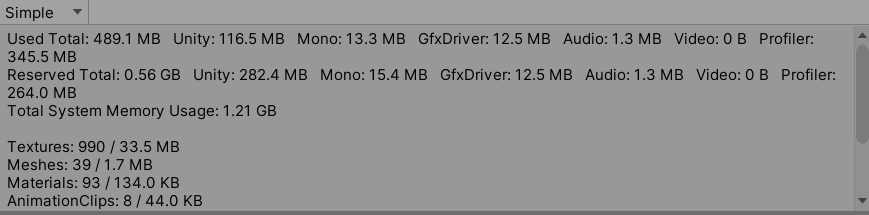 Simple
Used Total: 489.1 MB   Unity: 116.5 MB   Mono: 13.3 MB   GfxDriver: 12.5 MB   Audio: 1.3 MB   Video: 0 B   Profiler:
345.5 MB
Reserved Total: 0.56 GB   Unity: 282.4 MB   Mono: 15.4 MB   GfxDriver: 12.5 MB   Audio: 1.3 MB   Video: 0 B   Profiler:
264.0 MB
Total System Memory Usage: 1.21 GB
Textures: 990 / 33.5 MB
Meshes: 39 / 1.7 MB
Materials: 93 / 134.0 KB
AnimationClips: 8 / 44.0 KB